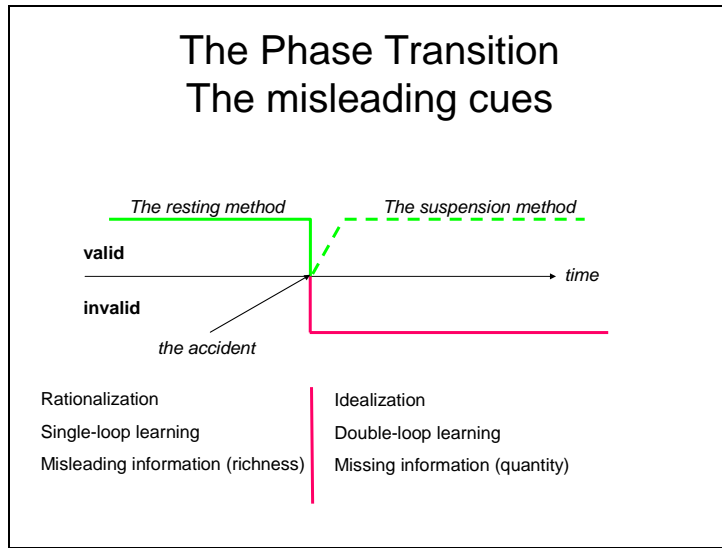 The Phase Transition
The misleading cues
The resting method
The suspension method
valid
time
invalid
the accident
Rationalization
Idealization
Single-loop learning
Double-loop learning
Misleading information (richness)
Missing information (quantity)